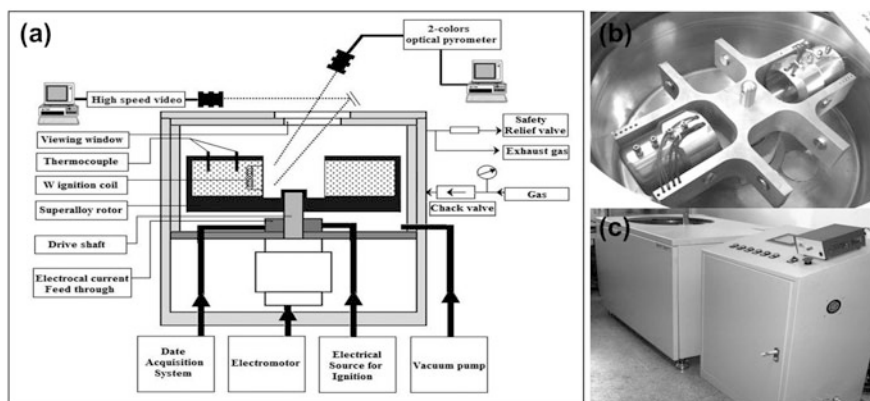 (a)
2-colors
optical pyrometer
High speed video
Viewing window
Thermocouple
W ignition coil
Superalloy rotor
Drive shaft
Electrocal current
Feed through
Safety
Relief valve
Exhaust gas
Gas
Chack valve
Date
Acquisition
System
Electromotor
Electrical
Source for
Ignition
Vacuum pump
(b)
(c)